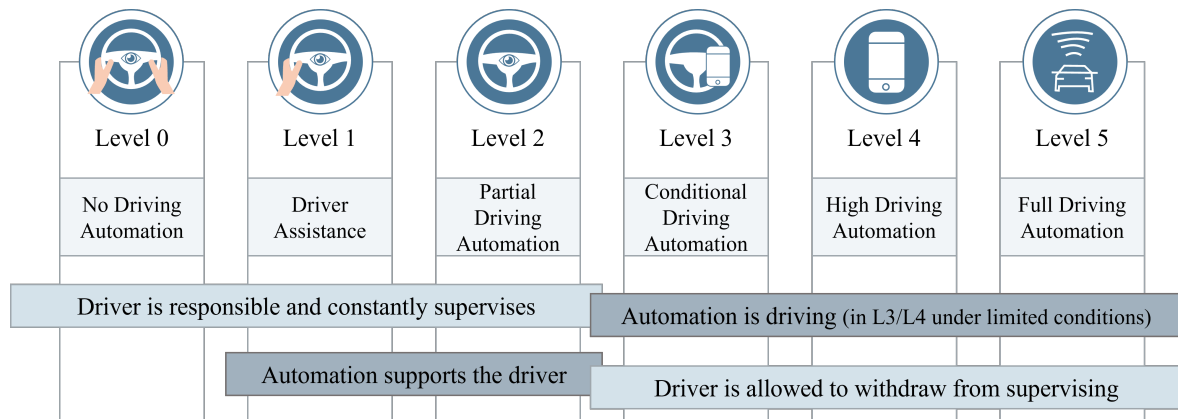 Level 0
Level 1
Level 2
Level 3
Level 4
Level 5
No Driving
Automation
Driver
Assistance
Partial
Driving
Automation
Conditional
Driving
Automation
High Driving
Automation
Full Driving
Automation
Driver is responsible and constantly supervises
Automation is driving (in L3/L4 under limited conditions)
Automation supports the driver
Driver is allowed to withdraw from supervising